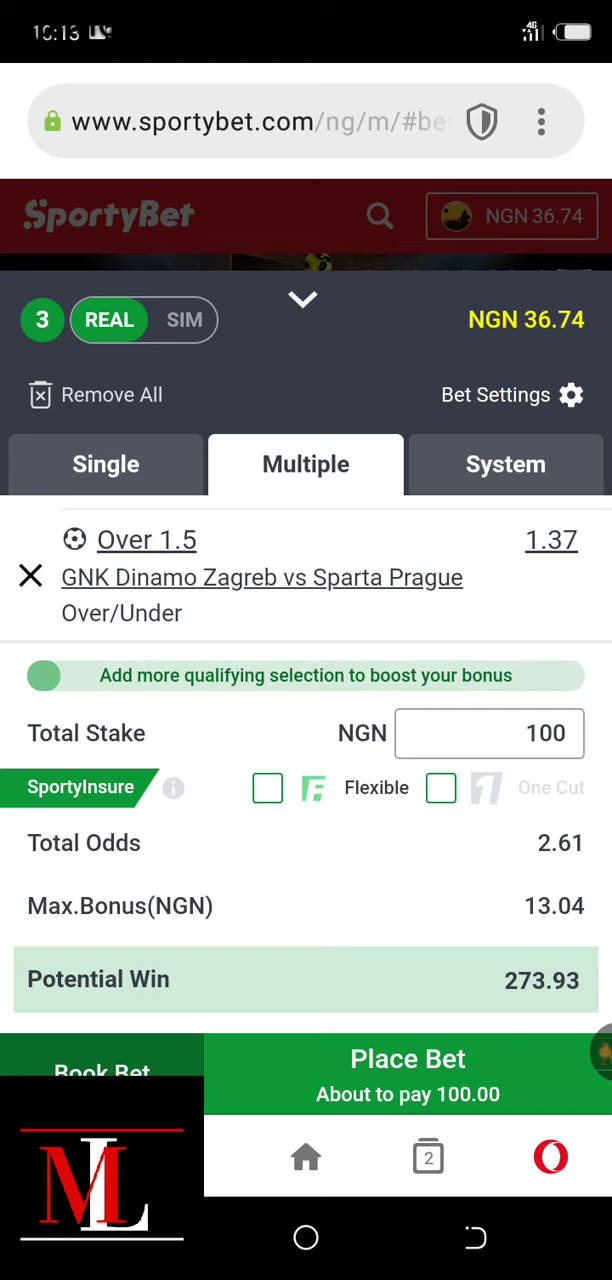 10:13
4G
www.sportybet.com/ng/m/#be
SportyBet
NGN 36.74
3
REAL
SIM
NGN 36.74
Remove All
Bet Settings
Single
Multiple
System
Over 1.5
1.37
GNK Dinamo Zagreb vs Sparta Prague
Over/Under
Add more qualifying selection to boost your bonus
Total Stake
NGN
100
SportyInsure
i
F
Flexible
1
One Cut
Total Odds
2.61
Max.Bonus(NGN)
13.04
Potential Win
273.93
Book Bet
Place Bet
About to pay 100.00
ML
2